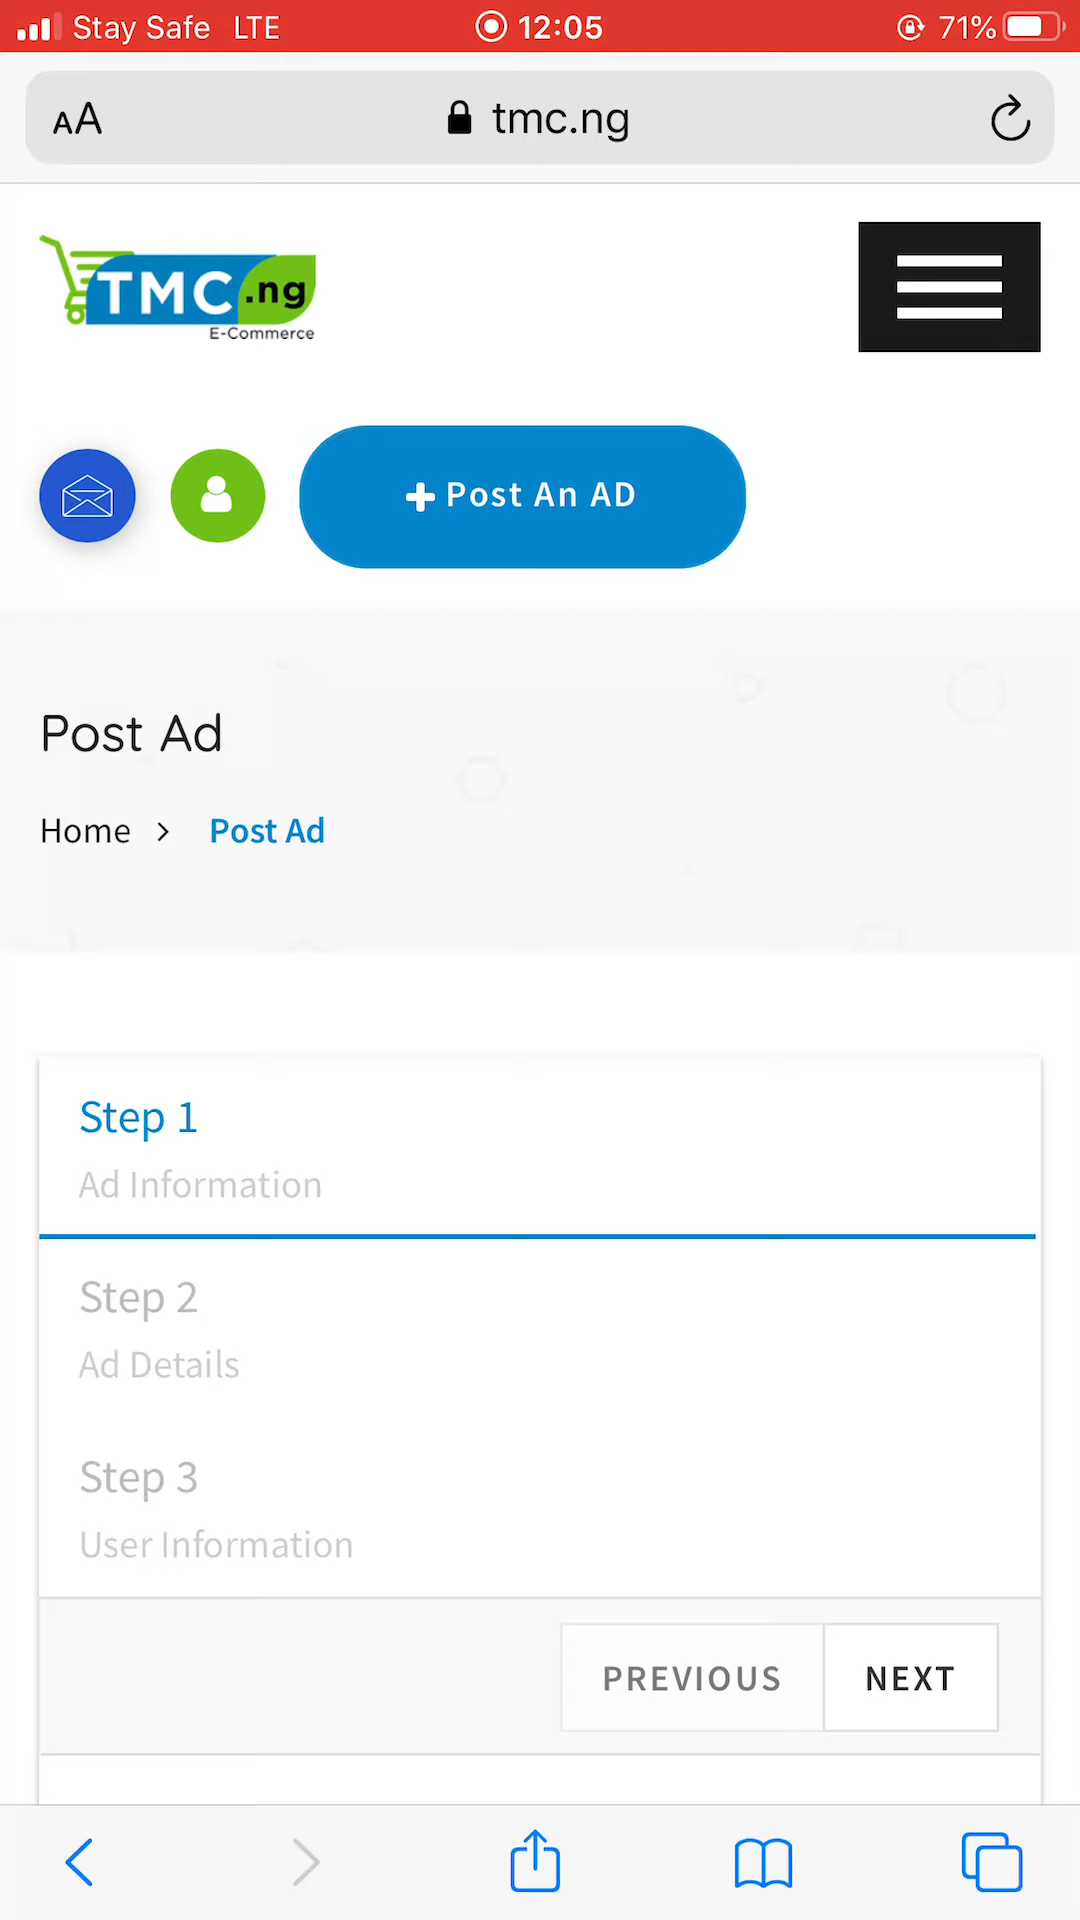 Stay Safe LTE 12:05 71%
AA tmc.ng
TMC.ng
E-Commerce
Post An AD
Post Ad
Home > Post Ad
Step 1
Ad Information
Step 2
Ad Details
Step 3
User Information
PREVIOUS NEXT